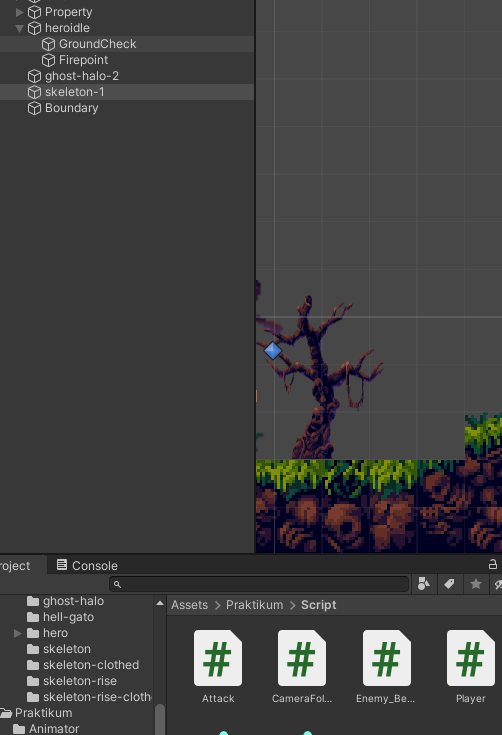 Property
heroidle
GroundCheck
Firepoint
ghost-halo-2
skeleton-1
Boundary
roject
Console
ghost-halo
hell-gato
hero
skeleton
skeleton-clothed
skeleton-rise
skeleton-rise-cloth
Praktikum
Animator
Assets > Praktikum > Script
Attack
CameraFol...
Enemy_Be...
Player